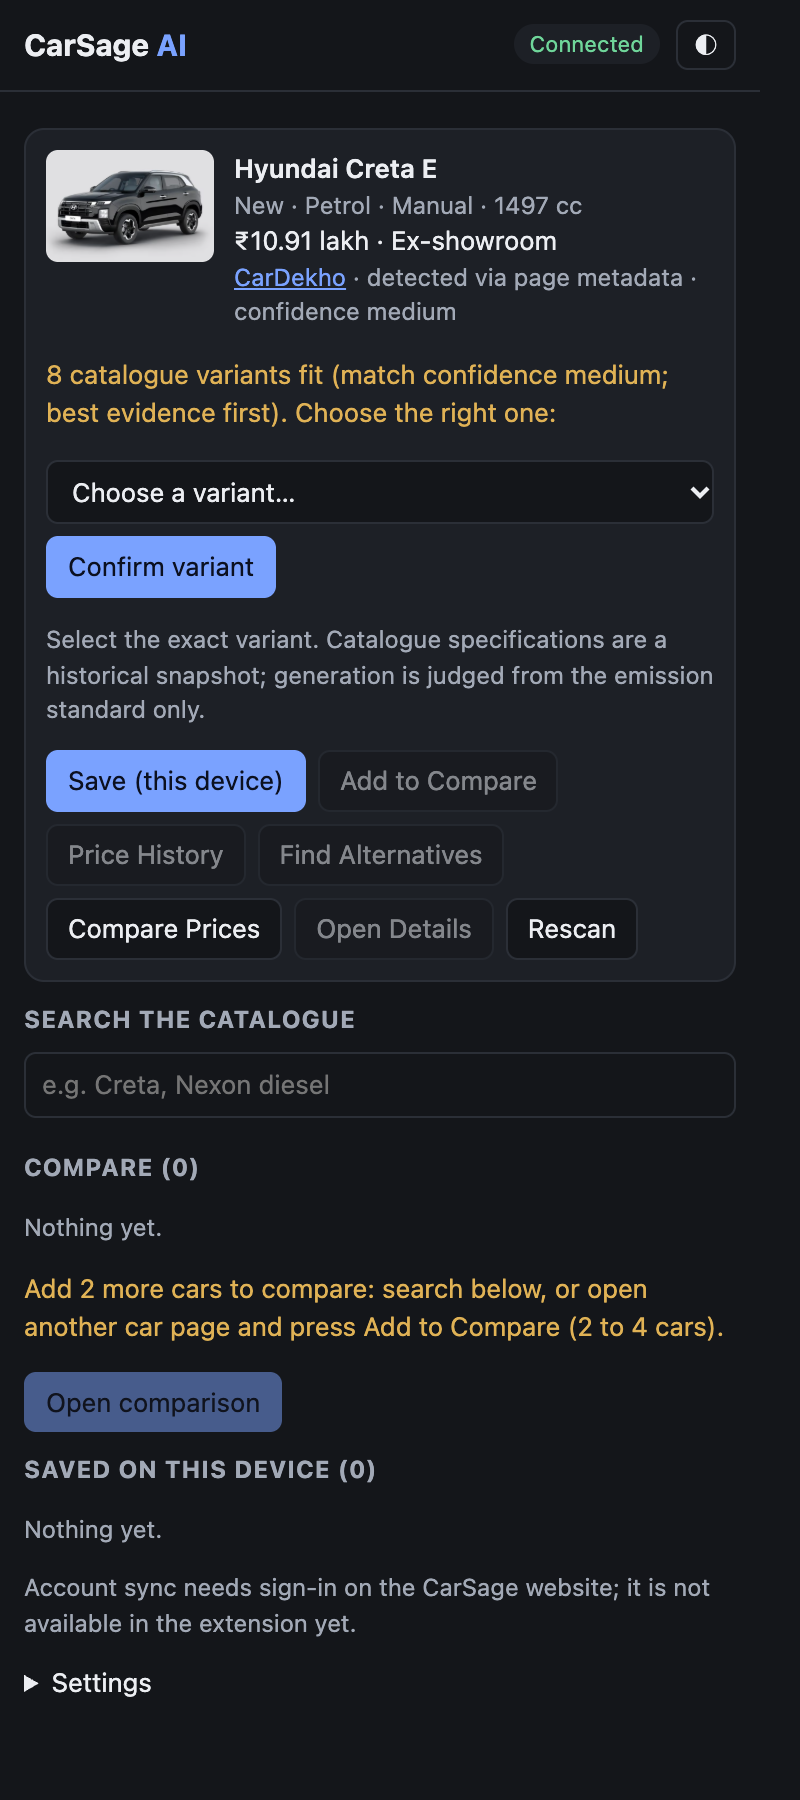 CarSage AI
Connected
Hyundai Creta E
New · Petrol · Manual · 1497 cc
₹10.91 lakh · Ex-showroom
CarDekho · detected via page metadata ·
confidence medium
8 catalogue variants fit (match confidence medium;
best evidence first). Choose the right one:
Choose a variant...
Confirm variant
Select the exact variant. Catalogue specifications are a
historical snapshot; generation is judged from the emission
standard only.
Save (this device)
Add to Compare
Price History
Find Alternatives
Compare Prices
Open Details
Rescan
SEARCH THE CATALOGUE
e.g. Creta, Nexon diesel
COMPARE (0)
Nothing yet.
Add 2 more cars to compare: search below, or open
another car page and press Add to Compare (2 to 4 cars).
Open comparison
SAVED ON THIS DEVICE (0)
Nothing yet.
Account sync needs sign-in on the CarSage website; it is not
available in the extension yet.
Settings